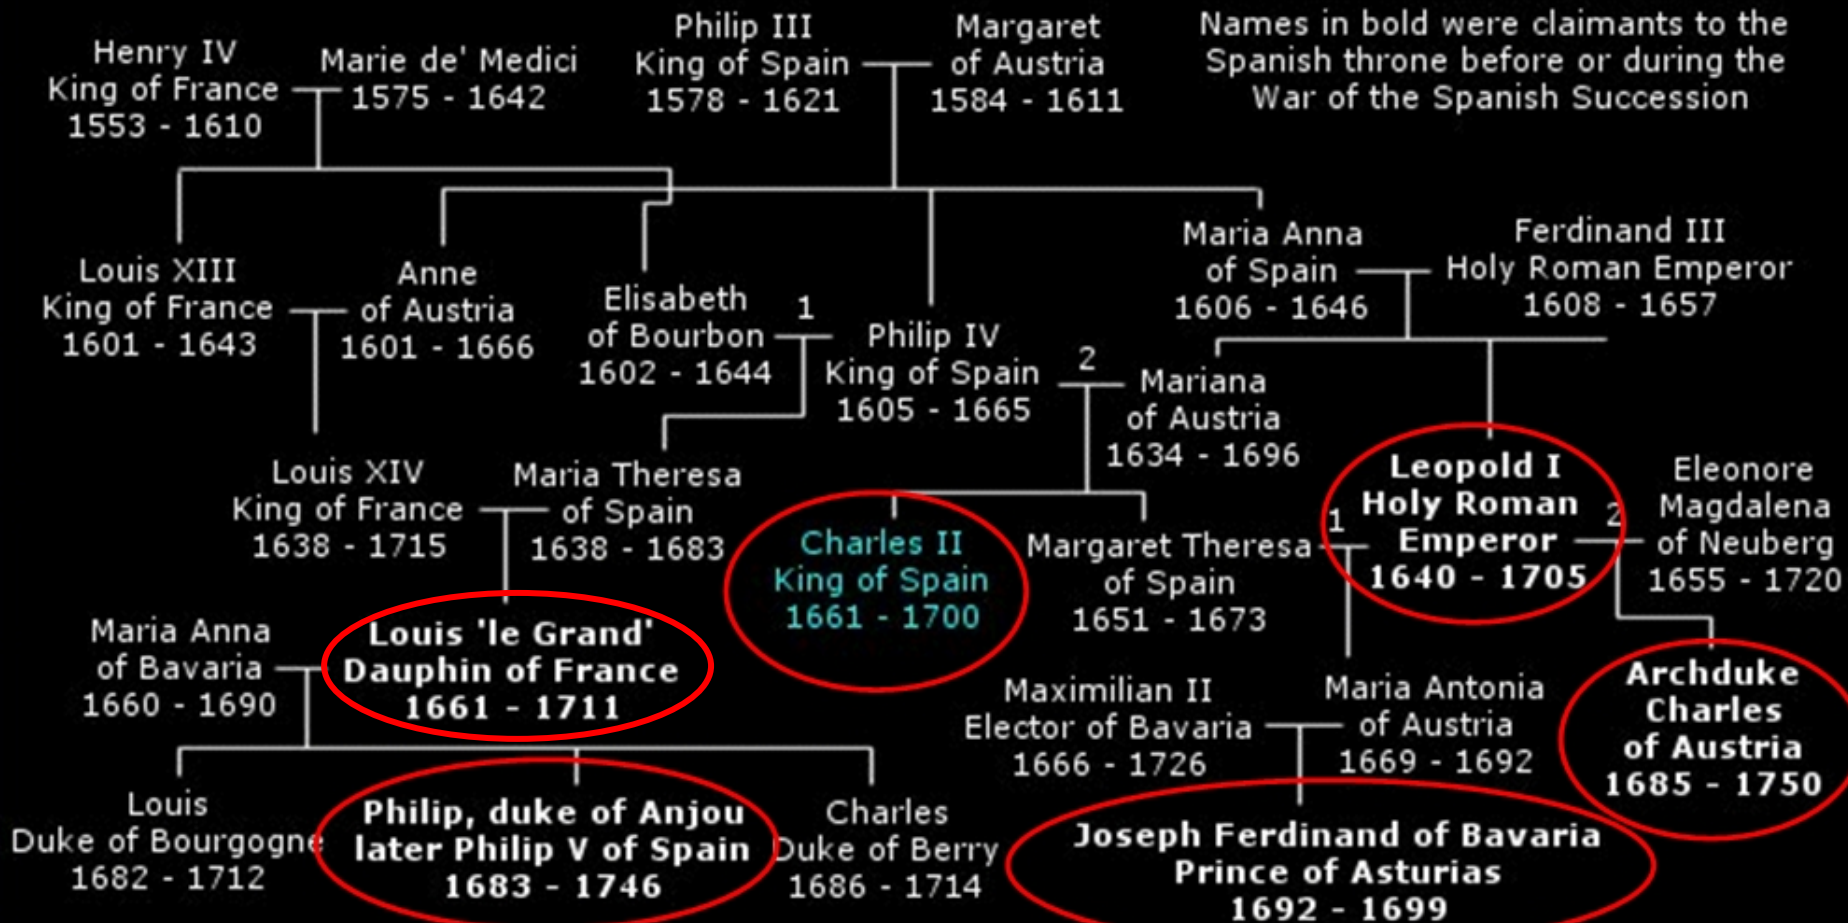 Henry IV
King of France
1553 - 1610
Marie de' Medici
1575 - 1642
Philip III
King of Spain
1578 - 1621
Margaret
of Austria
1584 - 1611
Names in bold were claimants to the
Spanish throne before or during the
War of the Spanish Succession
Louis XIII
King of France
1601 - 1643
Anne
of Austria
1601 - 1666
Elisabeth
of Bourbon
1602 - 1644
1
Philip IV
King of Spain
1605 - 1665
2
Mariana
of Austria
1634 - 1696
Maria Anna
of Spain
1606 - 1646
Ferdinand III
Holy Roman Emperor
1608 - 1657
Louis XIV
King of France
1638 - 1715
Maria Theresa
of Spain
1638 - 1683
Charles II
King of Spain
1661 - 1700
Margaret Theresa
of Spain
1651 - 1673
1
Leopold I
Holy Roman
Emperor
1640 - 1705
2
Eleonore
Magdalena
of Neuberg
1655 - 1720
Maria Anna
of Bavaria
1660 - 1690
Louis 'le Grand'
Dauphin of France
1661 - 1711
Maximilian II
Elector of Bavaria
1666 - 1726
Maria Antonia
of Austria
1669 - 1692
Archduke
Charles
of Austria
1685 - 1750
Louis
Duke of Bourgogne
1682 - 1712
Philip, duke of Anjou
later Philip V of Spain
1683 - 1746
Charles
Duke of Berry
1686 - 1714
Joseph Ferdinand of Bavaria
Prince of Asturias
1692 - 1699